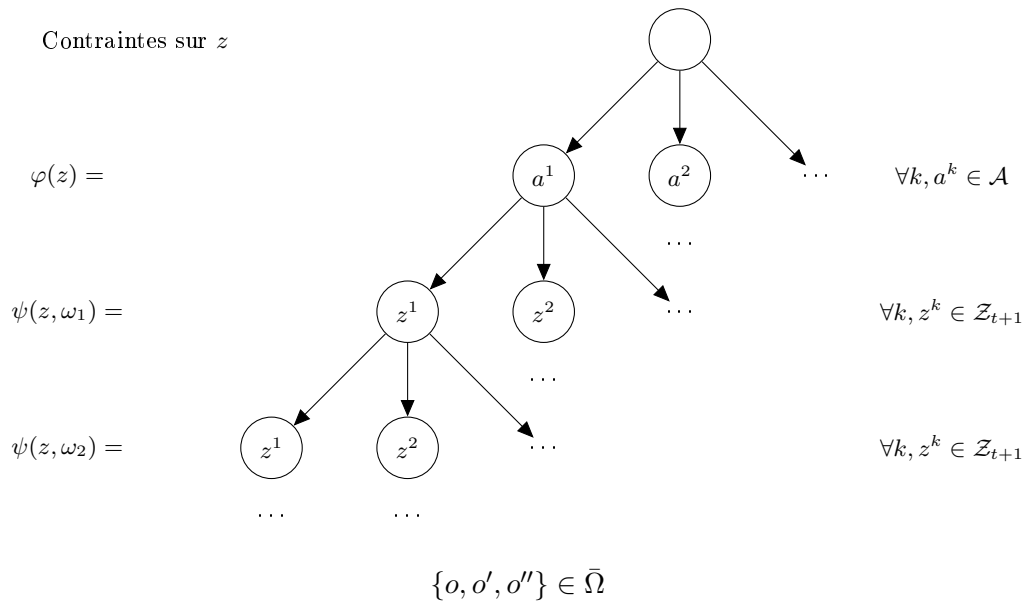 Contraintes sur z
φ(z) = a¹ a² ··· ∀k, aᵏ ∈ 𝒜
···
ψ(z, ω₁) = z¹ z² ··· ∀k, zᵏ ∈ 𝒵ₜ₊₁
···
ψ(z, ω₂) = z¹ z² ··· ∀k, zᵏ ∈ 𝒵ₜ₊₁
··· ···
{o, o′, o″} ∈ Ω̄